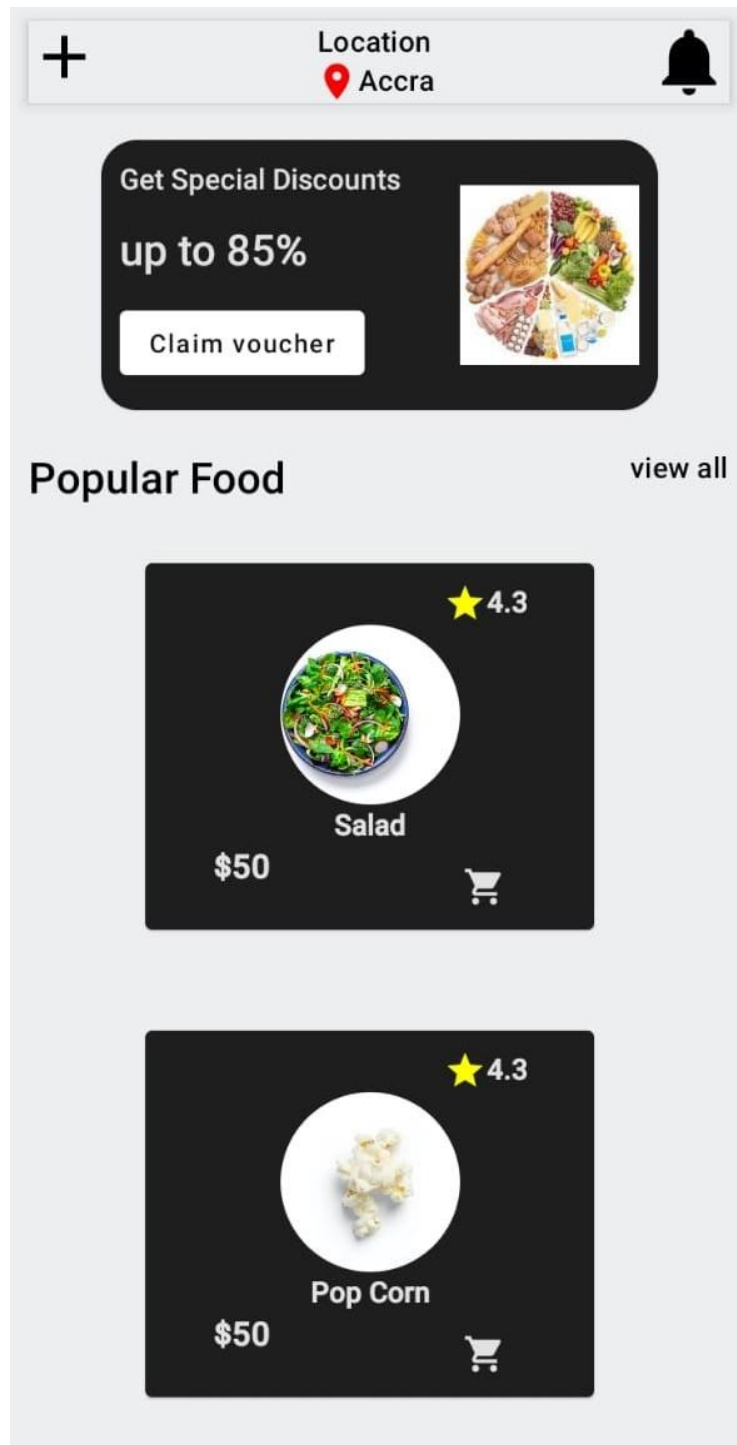 Location
Accra
Get Special Discounts
up to 85%
Claim voucher
Popular Food
view all
4.3
Salad
$50
4.3
Pop Corn
$50